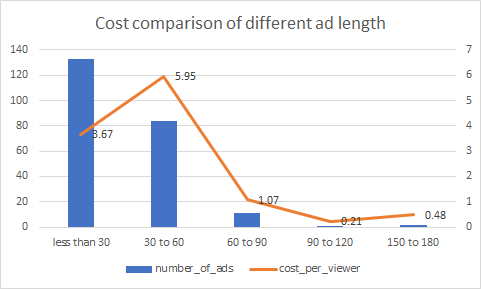 Cost comparison of different ad length
140
120
100
80
60
40
20
0
7
6
5
4
3
2
1
0
3.67
5.95
1.07
0.21
0.48
less than 30
30 to 60
60 to 90
90 to 120
150 to 180
number_of_ads
cost_per_viewer